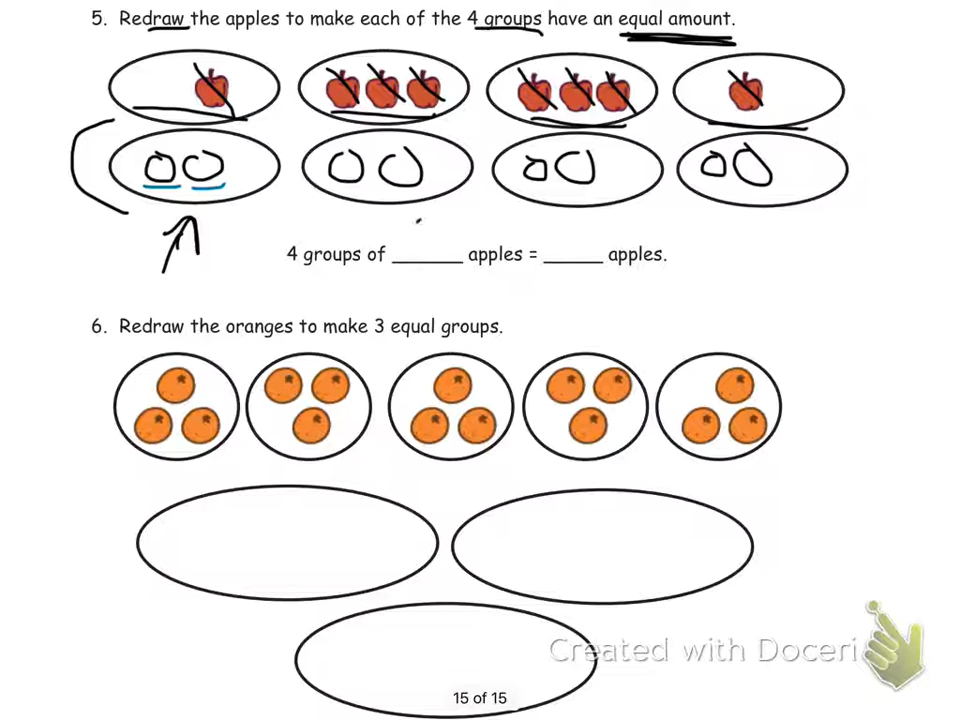 5. Redraw the apples to make each of the 4 groups have an equal amount.
4 groups of ______ apples = _____ apples.
6. Redraw the oranges to make 3 equal groups.
Created with Doceri
15 of 15